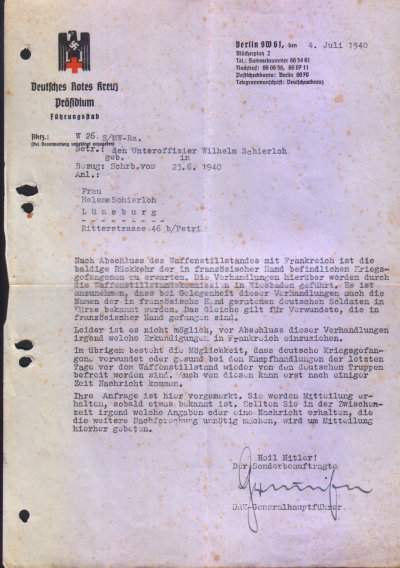 Deutsches Rotes Kreuz
Präsidium
Führungsstab
Berlin SW 61, den 4. Juli 1940
Blücherplatz 2
Tel.: Sammelnummer 66 54 61
Postscheckkonto: Berlin 6070
Telegrammanschrift: Deutschrotkreuz
Aktz.: W 26. S/MW-Ra.
(Bei Beantwortung unbedingt anzugeben)
Betr.: den Unteroffizier Wilhelm Schierloh
geb. in
Bezug: Schrb.vom 23.6.1940
Anl.:
Frau
Helene Schierloh
Lüneburg
Ritterstrasse 46 b/Petri
Nach Abschluss des Waffenstillstandes mit Frankreich ist die
baldige Rückkehr der in französischer Hand befindlichen Kriegs-
gefangenen zu erwarten. Die Verhandlungen hierüber werden durch
die Waffenstillstandskommission in Wiesbaden geführt. Es ist
anzunehmen, dass bei Gelegenheit dieser Verhandlungen auch die
Namen der in französische Hand geratenen deutschen Soldaten in
Kürze bekannt werden. Das Gleiche gilt für Verwundete, die in
französischer Hand gefangen sind.
Leider ist es nicht möglich, vor Abschluss dieser Verhandlungen
irgend welche Erkundigungen in Frankreich einzuziehen.
Im übrigen besteht die Möglichkeit, dass deutsche Kriegsgefan-
gene verwundet oder gesund bei den Kampfhandlungen der letzten
Tage vor dem Waffenstillstand wieder von den deutschen Truppen
befreit worden sind. Auch von diesen kann erst nach einiger
Zeit Nachricht kommen.
Ihre Anfrage ist hier vorgemerkt. Sie werden Mitteilung er-
halten, sobald etwas bekannt ist. Sollten Sie in der Zwischen-
zeit irgend welche Angaben oder eine Nachricht erhalten, die
die weitere Nachforschung unnötig machen, wird um Mitteilung
hierher gebeten.
Heil Hitler!
Der Sonderbeauftragte
DRK-Generalhauptführer.